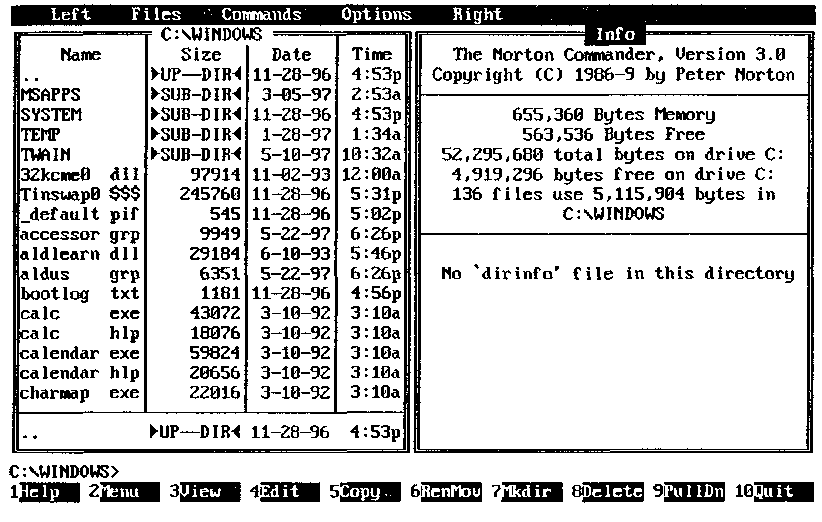 Left Files Commands Options Right
C:\WINDOWS
Name Size Date Time
.. ►UP--DIR◄ 11-28-96 4:53p
MSAPPS ►SUB-DIR◄ 3-05-97 2:53a
SYSTEM ►SUB-DIR◄ 11-28-96 4:53p
TEMP ►SUB-DIR◄ 1-28-97 1:34a
TWAIN ►SUB-DIR◄ 5-10-97 10:32a
32kcme0 dll 97914 11-02-93 12:00a
Tinswap0 $$$ 245760 11-28-96 5:31p
_default pif 545 11-28-96 5:02p
accessor grp 9949 5-22-97 6:26p
aldlearn dll 29184 6-10-93 5:46p
aldus grp 6351 5-22-97 6:26p
bootlog txt 1181 11-28-96 4:56p
calc exe 43072 3-10-92 3:10a
calc hlp 18076 3-10-92 3:10a
calendar exe 59824 3-10-92 3:10a
calendar hlp 20656 3-10-92 3:10a
charmap exe 22016 3-10-92 3:10a
.. ►UP--DIR◄ 11-28-96 4:53p
Info
The Norton Commander, Version 3.0
Copyright (C) 1986-9 by Peter Norton
655,360 Bytes Memory
563,536 Bytes Free
52,295,680 total bytes on drive C:
4,919,296 bytes free on drive C:
136 files use 5,115,904 bytes in
C:\WINDOWS
No `dirinfo' file in this directory
C:\WINDOWS>
1Help 2Menu 3View 4Edit 5Copy 6RenMov 7Mkdir 8Delete 9PullDn 10Quit